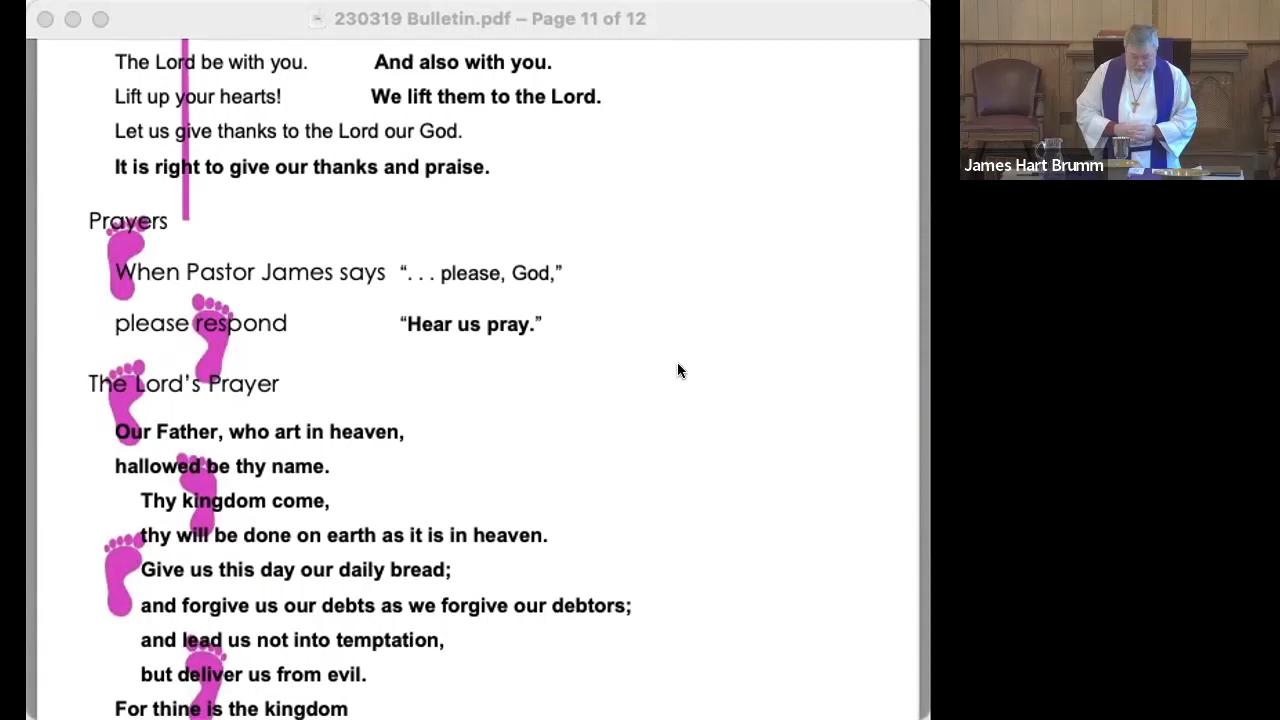 230319 Bulletin.pdf – Page 11 of 12
The Lord be with you. And also with you.
Lift up your hearts! We lift them to the Lord.
Let us give thanks to the Lord our God.
It is right to give our thanks and praise.
Prayers
When Pastor James says “. . . please, God,”
please respond “Hear us pray.”
The Lord’s Prayer
Our Father, who art in heaven,
hallowed be thy name.
Thy kingdom come,
thy will be done on earth as it is in heaven.
Give us this day our daily bread;
and forgive us our debts as we forgive our debtors;
and lead us not into temptation,
but deliver us from evil.
For thine is the kingdom
James Hart Brumm